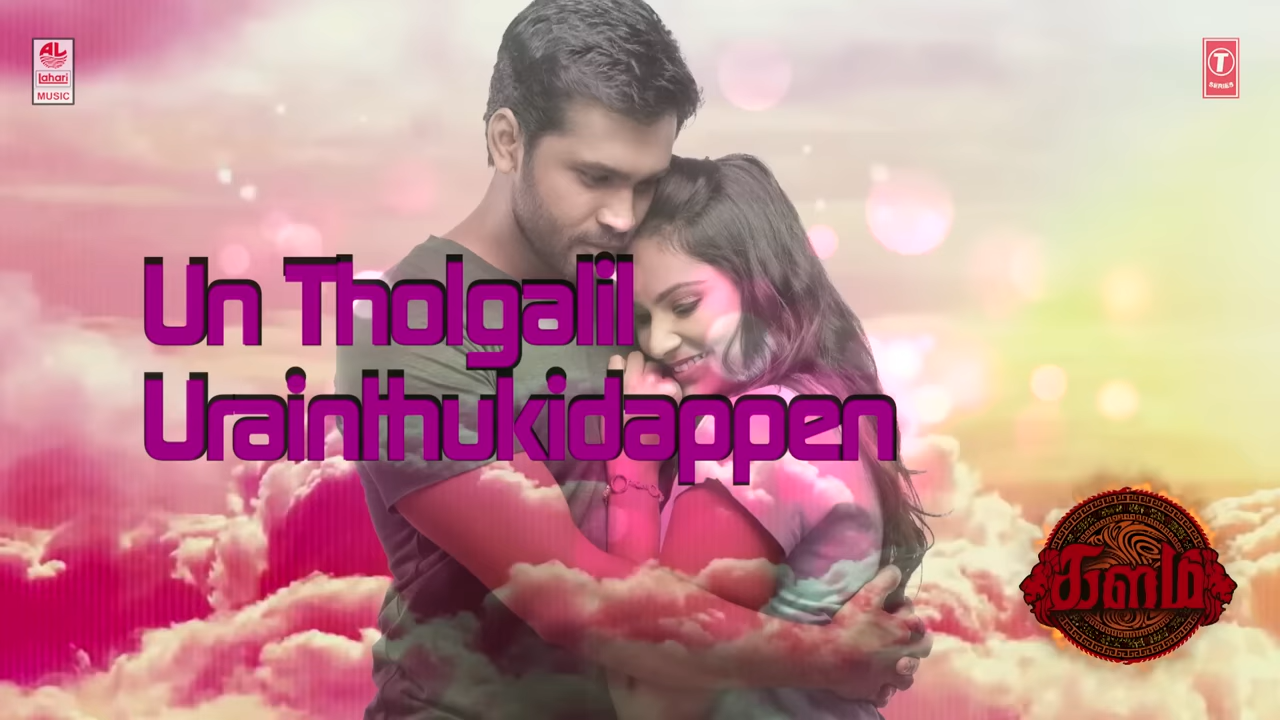 AL
Lahari
MUSIC
T
SERIES
Un Tholgalil
Urainthukidappen
களம்